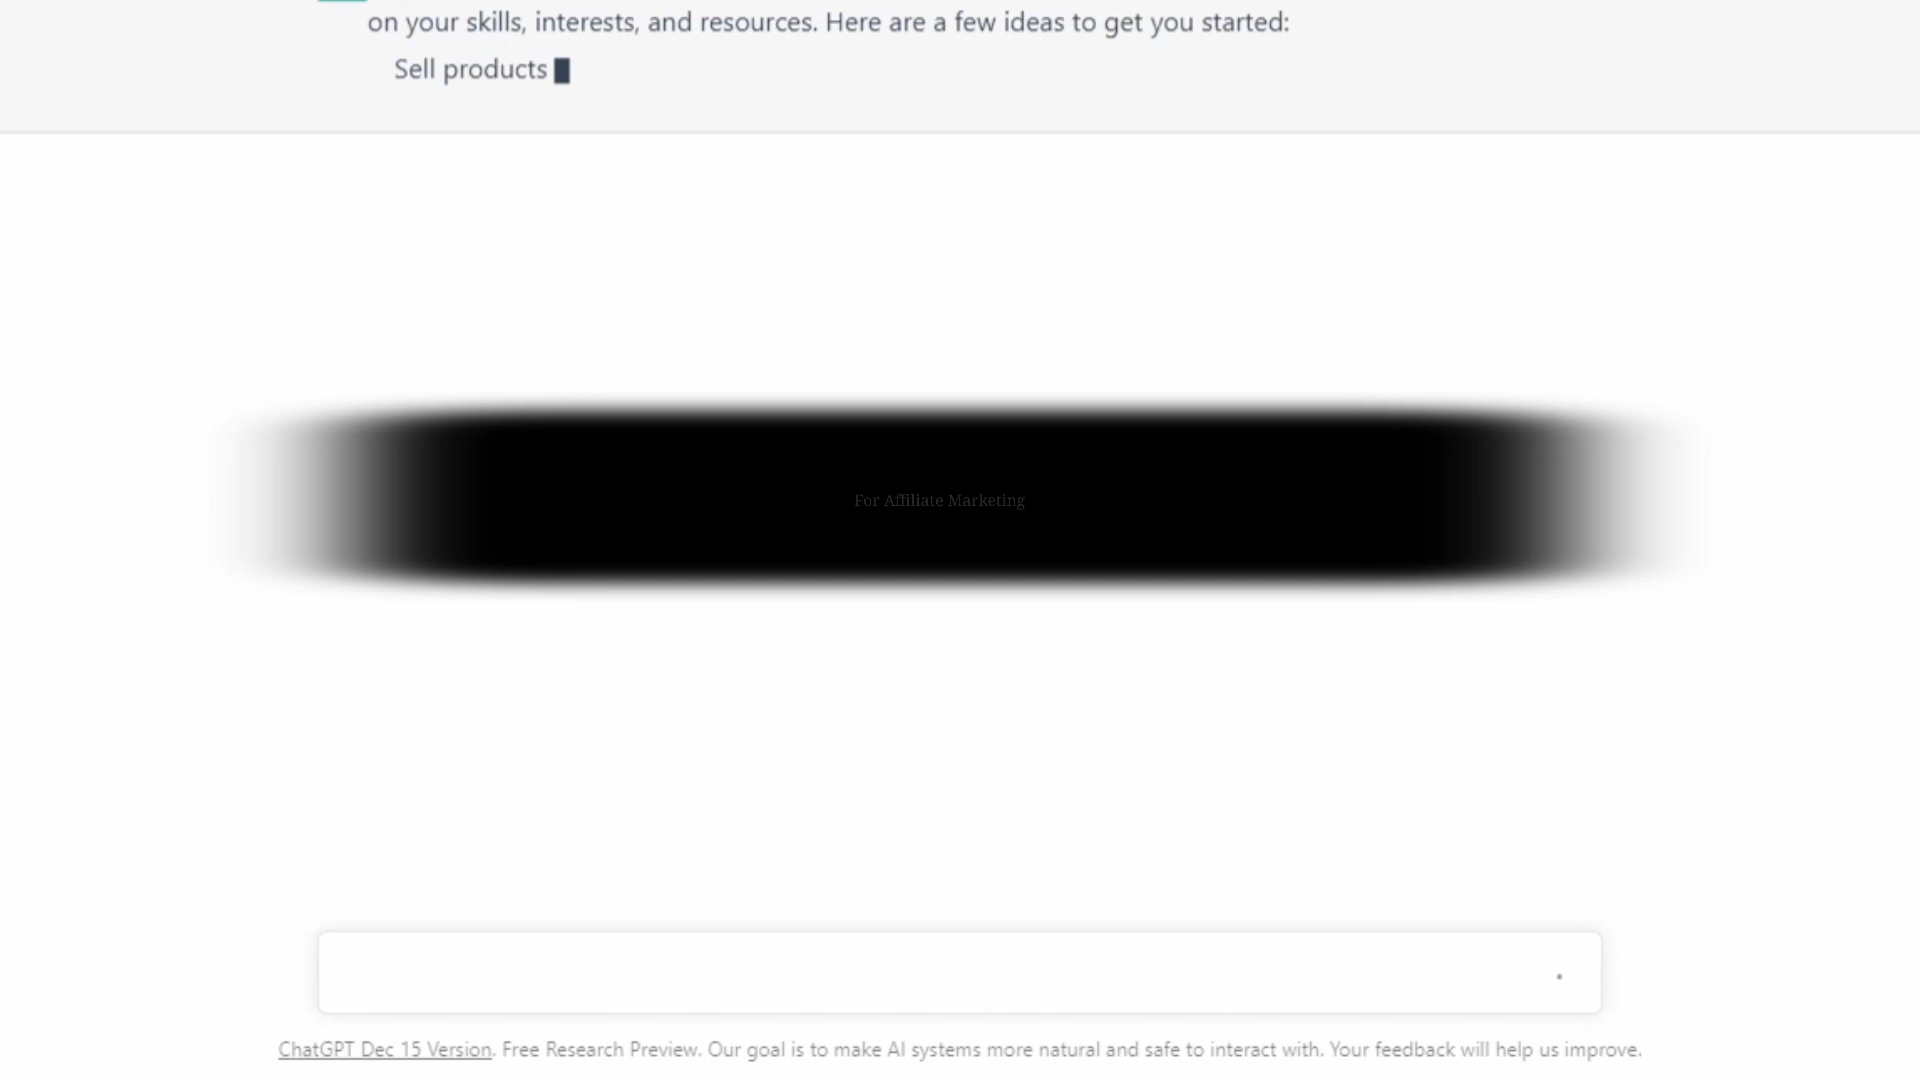 on your skills, interests, and resources. Here are a few ideas to get you started:
Sell products
For Affiliate Marketing
ChatGPT Dec 15 Version. Free Research Preview. Our goal is to make AI systems more natural and safe to interact with. Your feedback will help us improve.